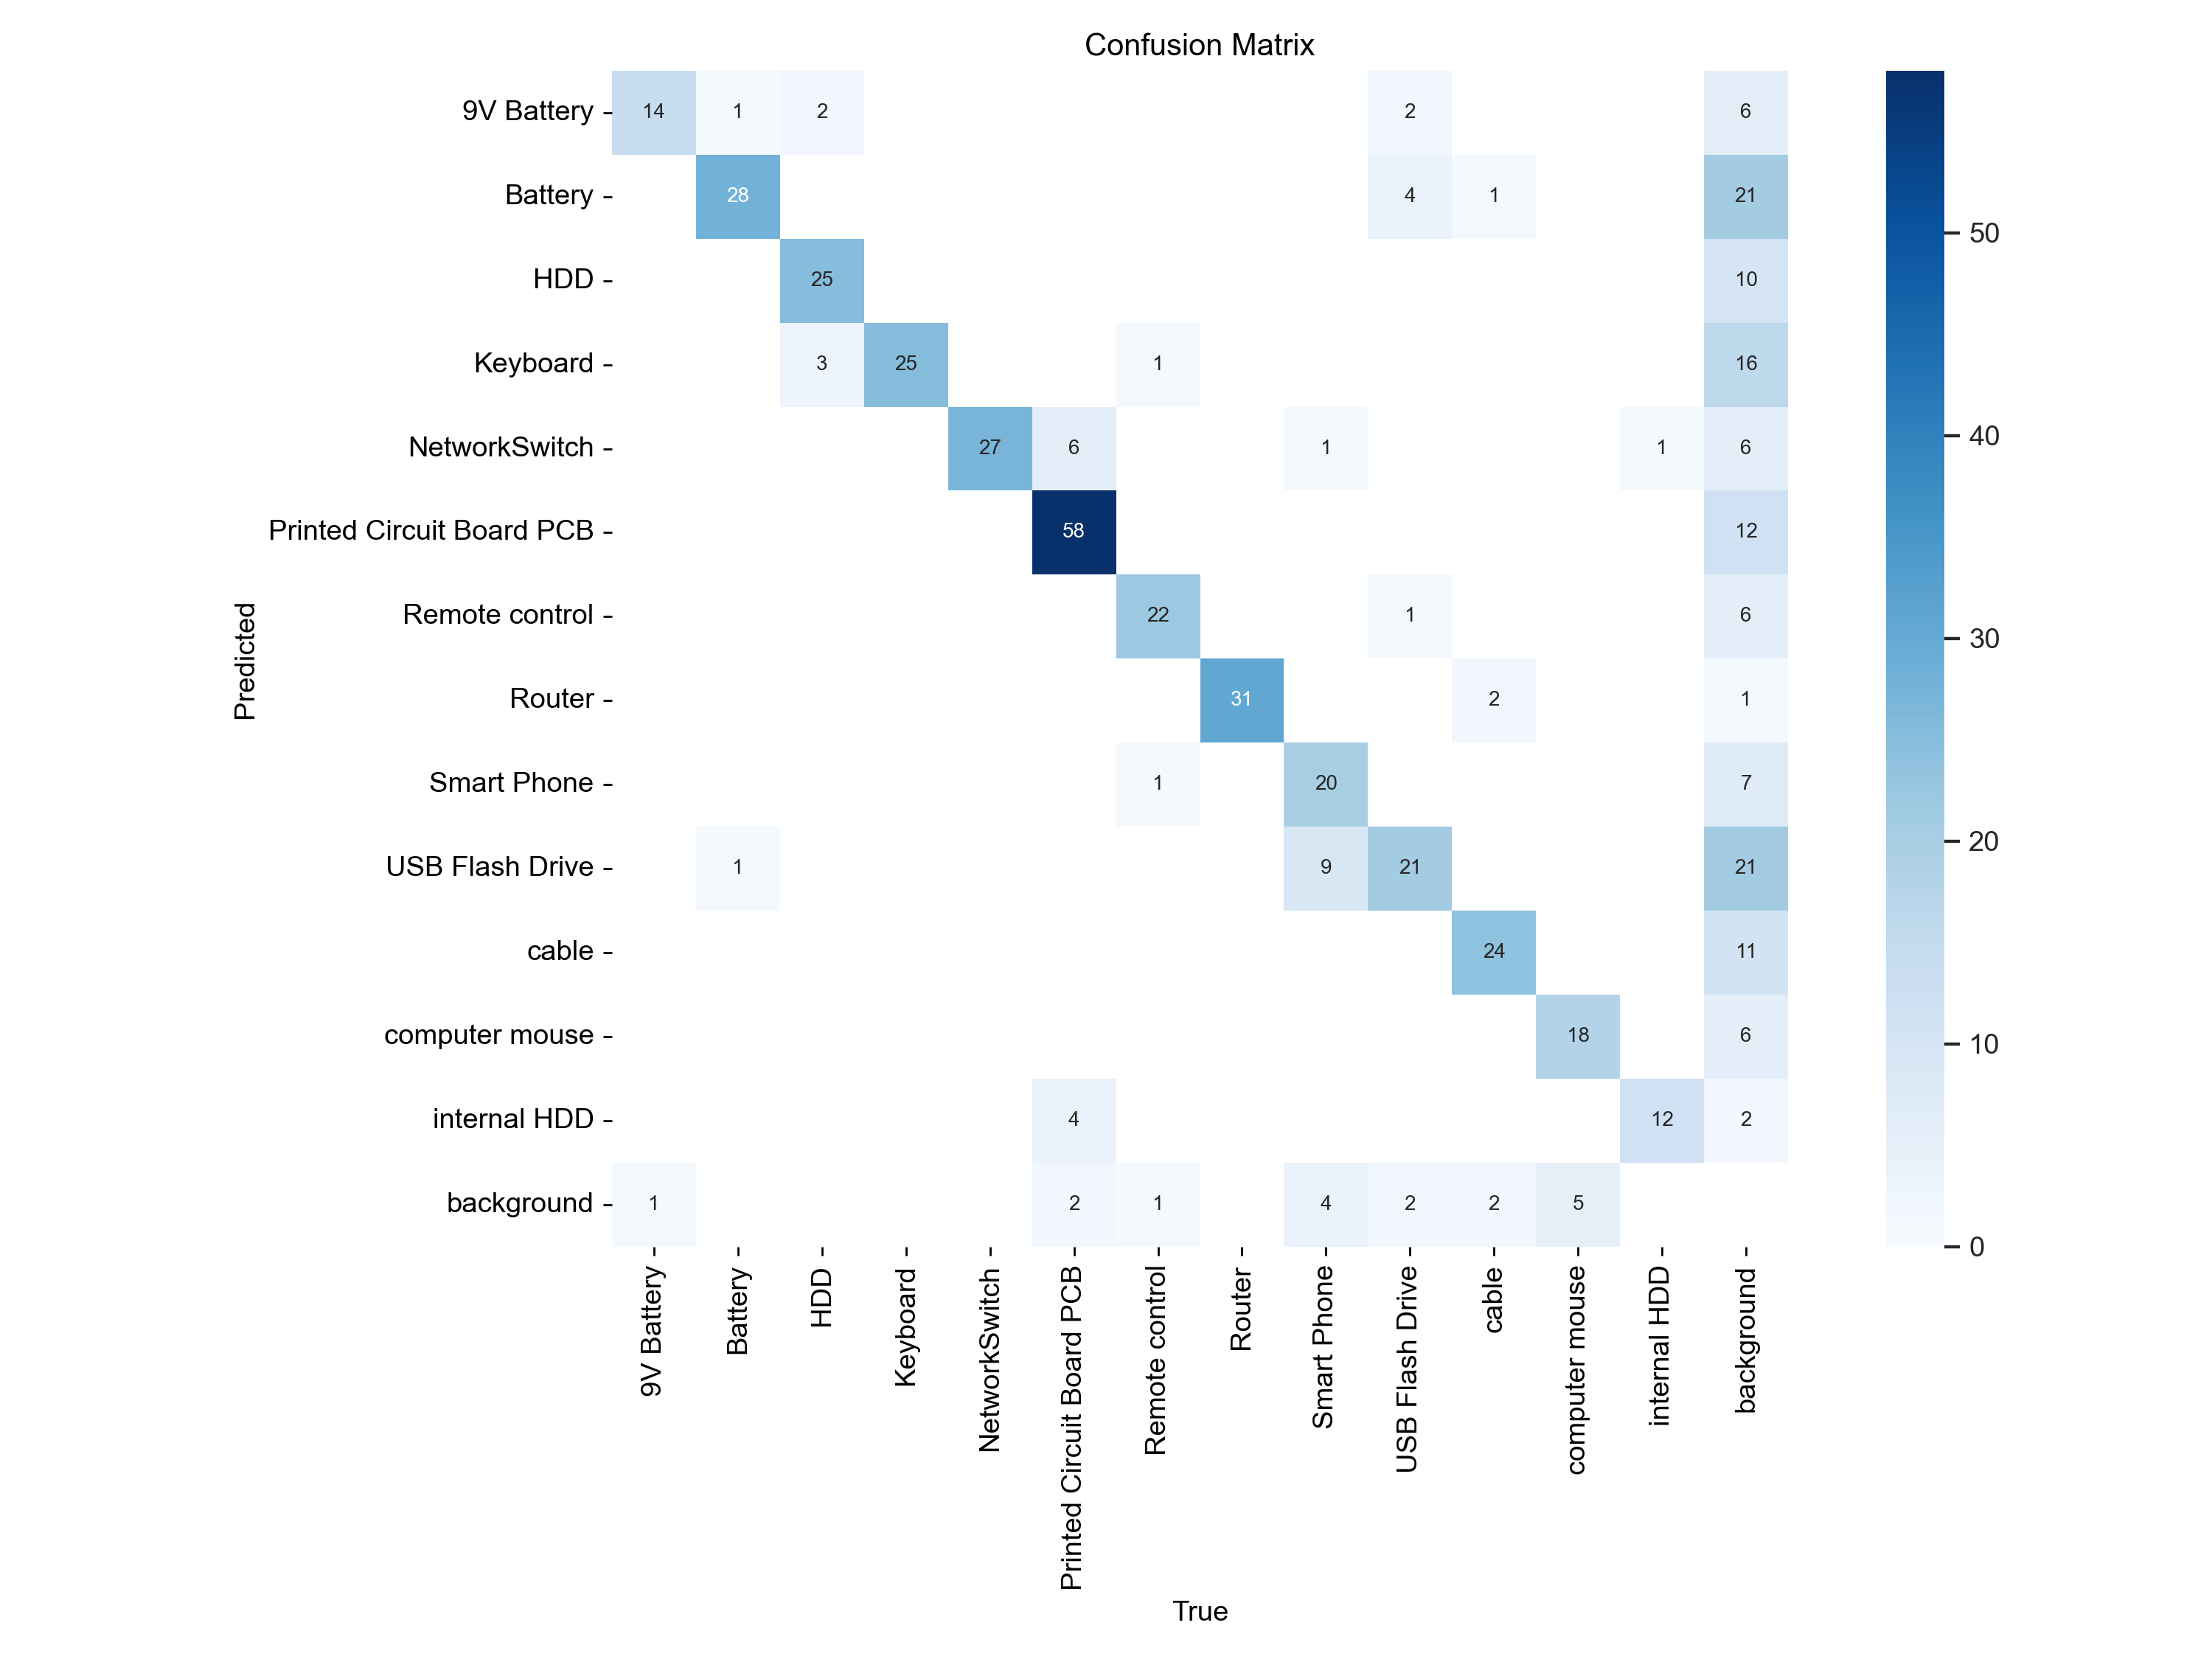 Confusion Matrix
9V Battery 14 1 2 2 6
Battery 28 4 1 21
HDD 25 10
Keyboard 3 25 1 16
NetworkSwitch 27 6 1 1 6
Printed Circuit Board PCB 58 12
Remote control 22 1 6
Router 31 2 1
Smart Phone 1 20 7
USB Flash Drive 1 9 21 21
cable 24 11
computer mouse 18 6
internal HDD 4 12 2
background 1 2 1 4 2 2 5
Predicted
9V Battery
Battery
HDD
Keyboard
NetworkSwitch
Printed Circuit Board PCB
Remote control
Router
Smart Phone
USB Flash Drive
cable
computer mouse
internal HDD
background
True
50
40
30
20
10
0